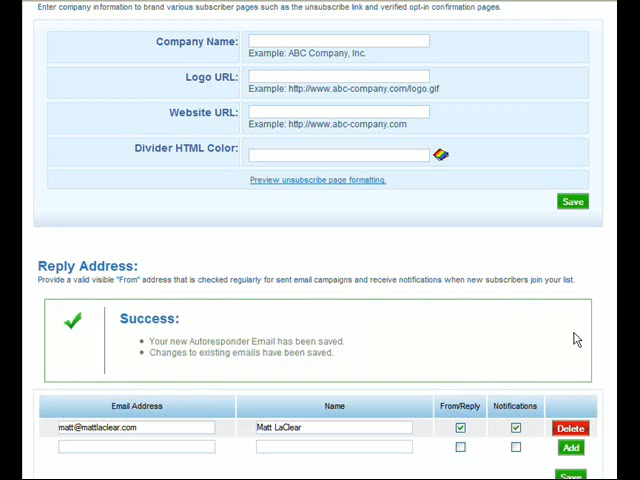 Enter company information to brand various subscriber pages such as the unsubscribe link and verified opt-in confirmation pages.
Company Name:
Example: ABC Company, Inc.
Logo URL:
Example: http://www.abc-company.com/logo.gif
Website URL:
Example: http://www.abc-company.com
Divider HTML Color:
Preview unsubscribe page formatting.
Save
Reply Address:
Provide a valid visible "From" address that is checked regularly for sent email campaigns and receive notifications when new subscribers join your list.
Success:
Your new Autoresponder Email has been saved.
Changes to existing emails have been saved.
Email Address Name From/Reply Notifications
matt@mattlaclear.com Matt LaClear Delete
Add
Save